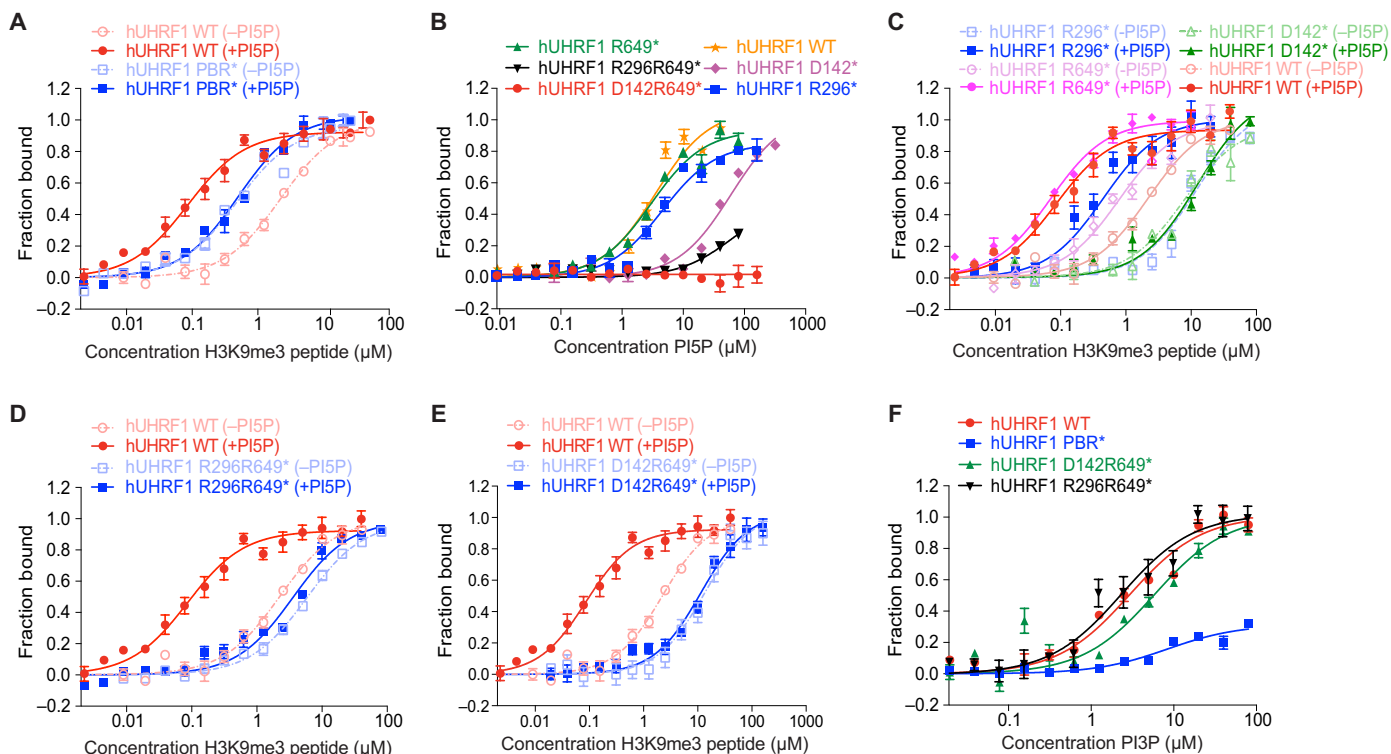 A
hUHRF1 WT (–PI5P)
hUHRF1 WT (+PI5P)
hUHRF1 PBR* (–PI5P)
hUHRF1 PBR* (+PI5P)
1.2
1.0
0.8
0.6
0.4
0.2
0.0
–0.2
Fraction bound
0.01 0.1 1 10 100
Concentration H3K9me3 peptide (µM)
B
hUHRF1 R649* hUHRF1 WT
hUHRF1 R296R649* hUHRF1 D142*
hUHRF1 D142R649* hUHRF1 R296*
1.2
1.0
0.8
0.6
0.4
0.2
0.0
–0.2
Fraction bound
0.01 0.1 1 10 100 1000
Concentration PI5P (µM)
C
hUHRF1 R296* (-PI5P) hUHRF1 D142* (–PI5P)
hUHRF1 R296* (+PI5P) hUHRF1 D142* (+PI5P)
hUHRF1 R649* (-PI5P) hUHRF1 WT (–PI5P)
hUHRF1 R649* (+PI5P) hUHRF1 WT (+PI5P)
1.2
1.0
0.8
0.6
0.4
0.2
0.0
–0.2
Fraction bound
0.01 0.1 1 10 100
Concentration H3K9me3 peptide (µM)
D
hUHRF1 WT (–PI5P)
hUHRF1 WT (+PI5P)
hUHRF1 R296R649* (–PI5P)
hUHRF1 R296R649* (+PI5P)
1.2
1.0
0.8
0.6
0.4
0.2
0.0
–0.2
Fraction bound
0.01 0.1 1 10 100
Concentration H3K9me3 peptide (µM)
E
hUHRF1 WT (–PI5P)
hUHRF1 WT (+PI5P)
hUHRF1 D142R649* (–PI5P)
hUHRF1 D142R649* (+PI5P)
1.2
1.0
0.8
0.6
0.4
0.2
0.0
–0.2
Fraction bound
0.01 0.1 1 10 100 1000
Concentration H3K9me3 peptide (µM)
F
hUHRF1 WT
hUHRF1 PBR*
hUHRF1 D142R649*
hUHRF1 R296R649*
1.2
1.0
0.8
0.6
0.4
0.2
0.0
–0.2
Fraction bound
0.1 1 10 100
Concentration PI3P (µM)